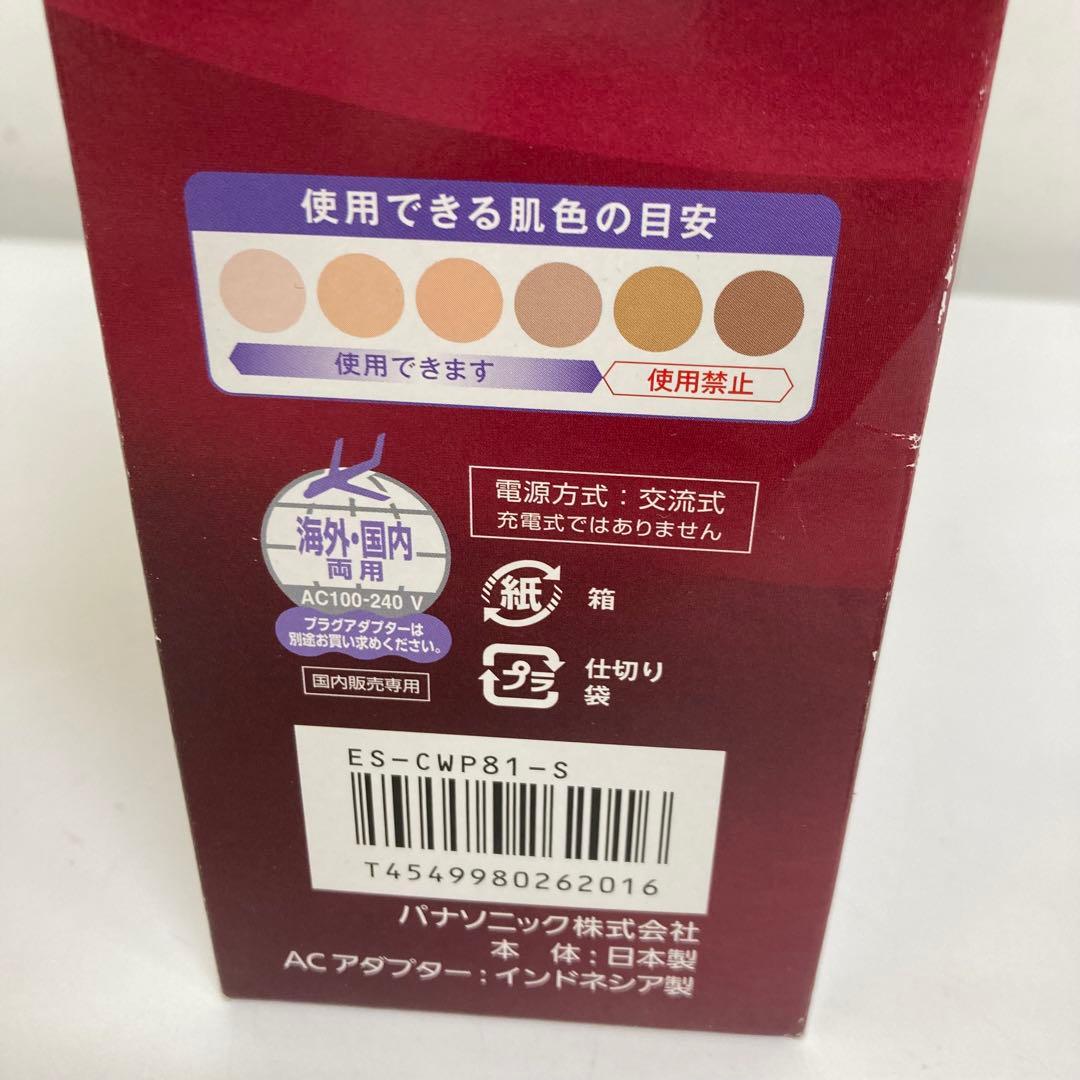 使用できる肌色の目安
使用できます
使用禁止
海外・国内
両用
AC100-240 V
プラグアダプターは
別途お買い求めください。
国内販売専用
電源方式：交流式
充電式ではありません
紙 箱
プラ 仕切り
袋
ES-CWP81-S
T4549980262016
パナソニック株式会社
本 体：日本製
ACアダプター：インドネシア製